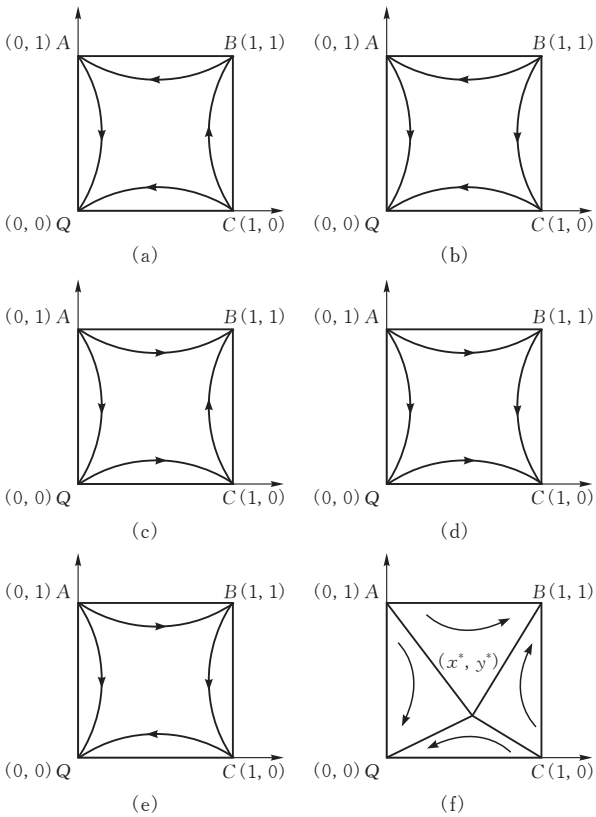 (0, 1) A B (1, 1) (0, 1) A B (1, 1)
(0, 0) Q C (1, 0) (0, 0) Q C (1, 0)
(a) (b)
(0, 1) A B (1, 1) (0, 1) A B (1, 1)
(0, 0) Q C (1, 0) (0, 0) Q C (1, 0)
(c) (d)
(0, 1) A B (1, 1) (0, 1) A B (1, 1)
(x*, y*)
(0, 0) Q C (1, 0) (0, 0) Q C (1, 0)
(e) (f)